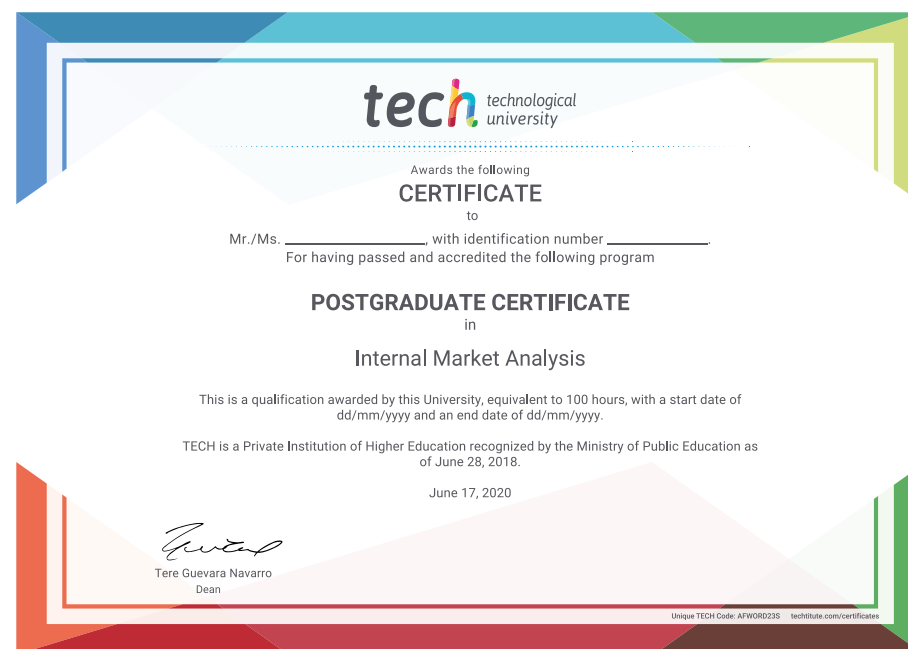 tech technological
university
Awards the following
CERTIFICATE
to
Mr./Ms. ____________________, with identification number ______________.
For having passed and accredited the following program
POSTGRADUATE CERTIFICATE
in
Internal Market Analysis
This is a qualification awarded by this University, equivalent to 100 hours, with a start date of
dd/mm/yyyy and an end date of dd/mm/yyyy.
TECH is a Private Institution of Higher Education recognized by the Ministry of Public Education as
of June 28, 2018.
June 17, 2020
Tere Guevara Navarro
Dean
Unique TECH Code: AFWORD23S techtitute.com/certificates